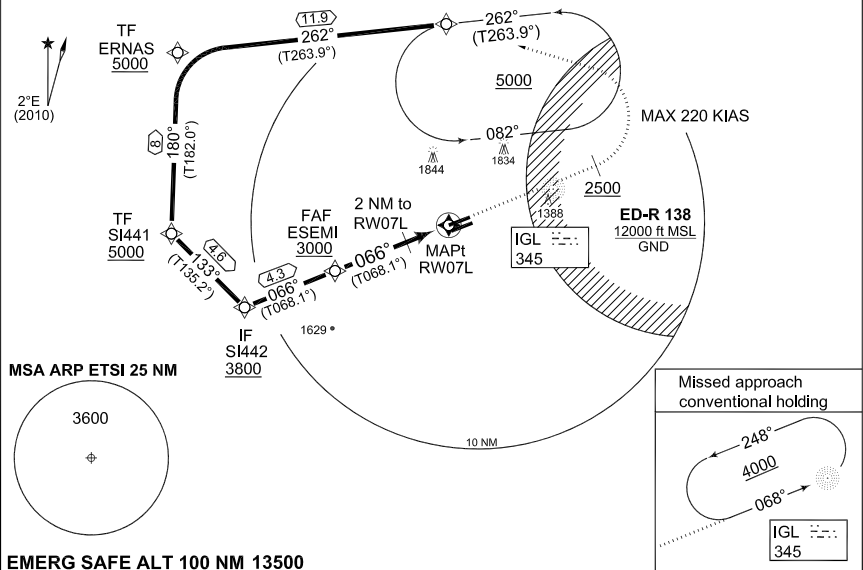 11.9
262°
(T263.9°)
262°
(T263.9°)
TF
ERNAS
5000
2°E
(2010)
5000
MAX 220 KIAS
8
180°
(T182.0°)
082°
1844
1834
2500
1388
2 NM to
RW07L
FAF
ESEMI
3000
ED-R 138
12000 ft MSL
GND
TF
SI441
5000
IGL
345
MAPt
RW07L
4.6
133°
(T135.2°)
4.3
066°
(T068.1°)
066°
(T068.1°)
IF
SI442
3800
1629
MSA ARP ETSI 25 NM
3600
10 NM
Missed approach
conventional holding
248°
4000
068°
IGL
345
EMERG SAFE ALT 100 NM 13500